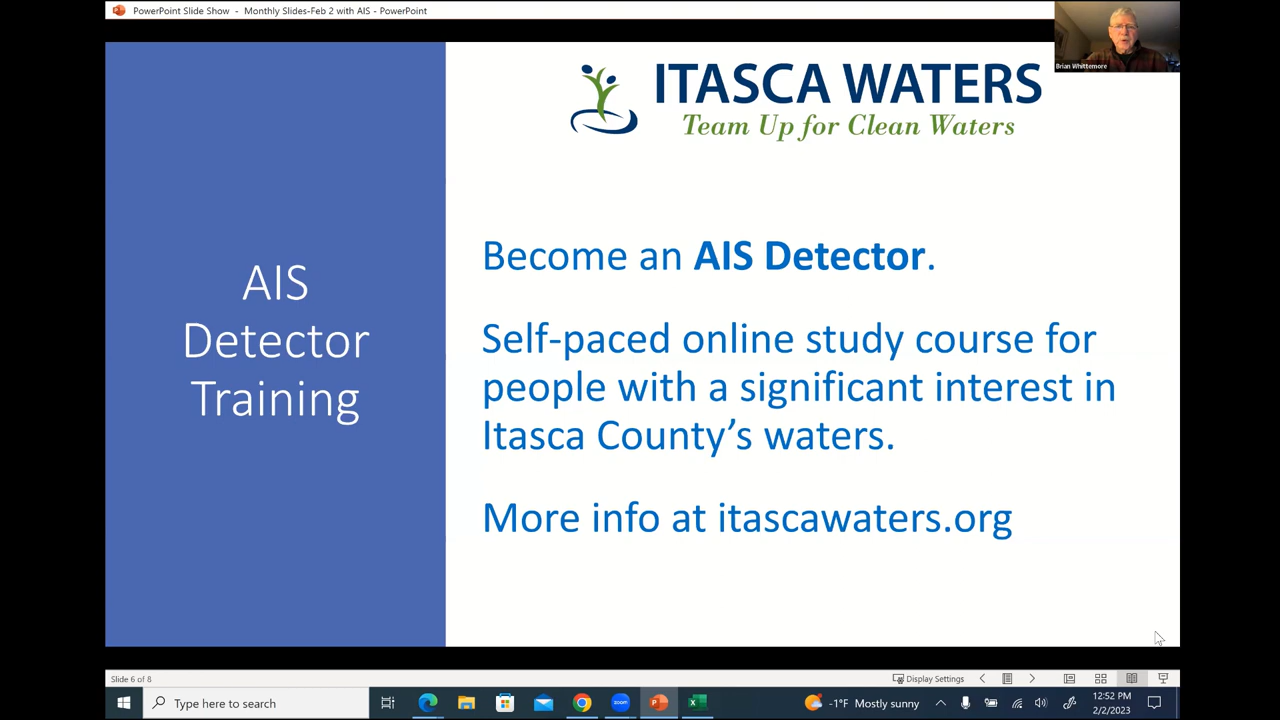 PowerPoint Slide Show - Monthly Slides-Feb 2 with AIS - PowerPoint
Brian Whittemore
ITASCA WATERS
Team Up for Clean Waters
AIS
Detector
Training
Become an AIS Detector.
Self-paced online study course for
people with a significant interest in
Itasca County’s waters.
More info at itascawaters.org
Slide 6 of 8
Display Settings
Type here to search
zoom
-1°F Mostly sunny
12:52 PM
2/2/2023